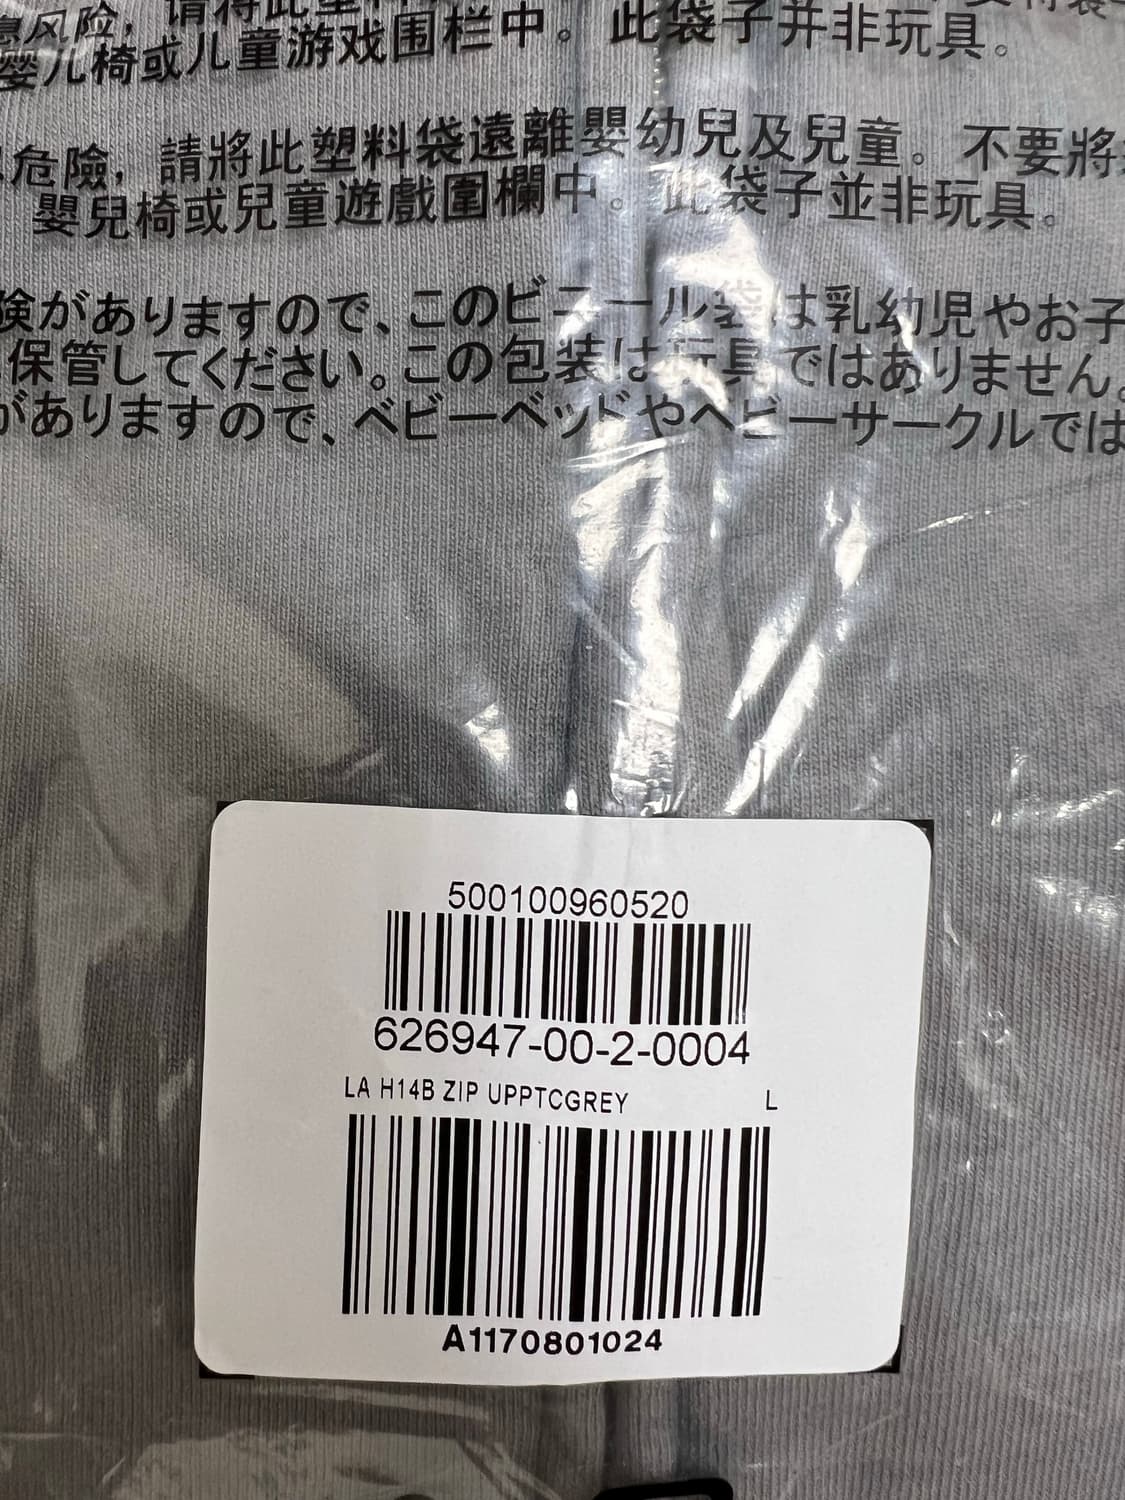 风险，请将此塑料
婴儿椅或儿童游戏围栏中。此袋子并非玩具。
危險，請將此塑料袋遠離嬰幼兒及兒童。不要將
嬰兒椅或兒童遊戲圍欄中。此袋子並非玩具。
険がありますので、このビニール袋は乳幼児やお子
保管してください。この包装は玩具ではありません。
がありますので、ベビーベッドやベビーサークルでは
500100960520
626947-00-2-0004
LA H14B ZIP UPPTCGREY L
A1170801024